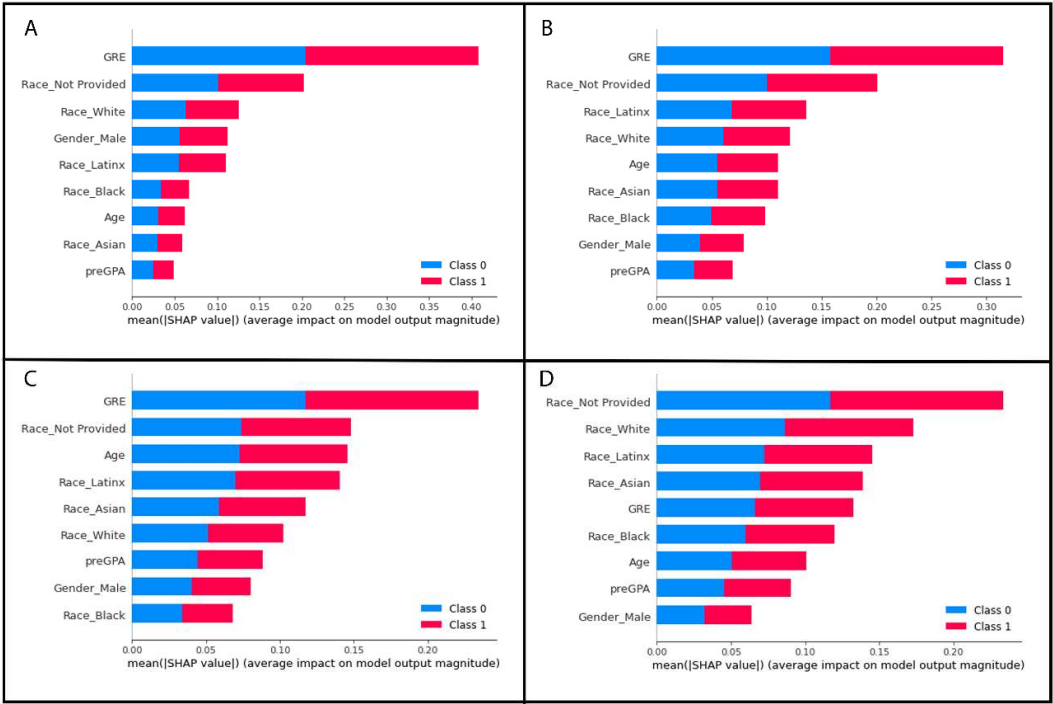 A
GRE
Race_Not Provided
Race_White
Gender_Male
Race_Latinx
Race_Black
Age
Race_Asian
preGPA
Class 0
Class 1
0.00 0.05 0.10 0.15 0.20 0.25 0.30 0.35 0.40
mean(|SHAP value|) (average impact on model output magnitude)
B
GRE
Race_Not Provided
Race_Latinx
Race_White
Age
Race_Asian
Race_Black
Gender_Male
preGPA
Class 0
Class 1
0.00 0.05 0.10 0.15 0.20 0.25 0.30
mean(|SHAP value|) (average impact on model output magnitude)
C
GRE
Race_Not Provided
Age
Race_Latinx
Race_Asian
Race_White
preGPA
Gender_Male
Race_Black
Class 0
Class 1
0.00 0.05 0.10 0.15 0.20
mean(|SHAP value|) (average impact on model output magnitude)
D
Race_Not Provided
Race_White
Race_Latinx
Race_Asian
GRE
Race_Black
Age
preGPA
Gender_Male
Class 0
Class 1
0.00 0.05 0.10 0.15 0.20
mean(|SHAP value|) (average impact on model output magnitude)